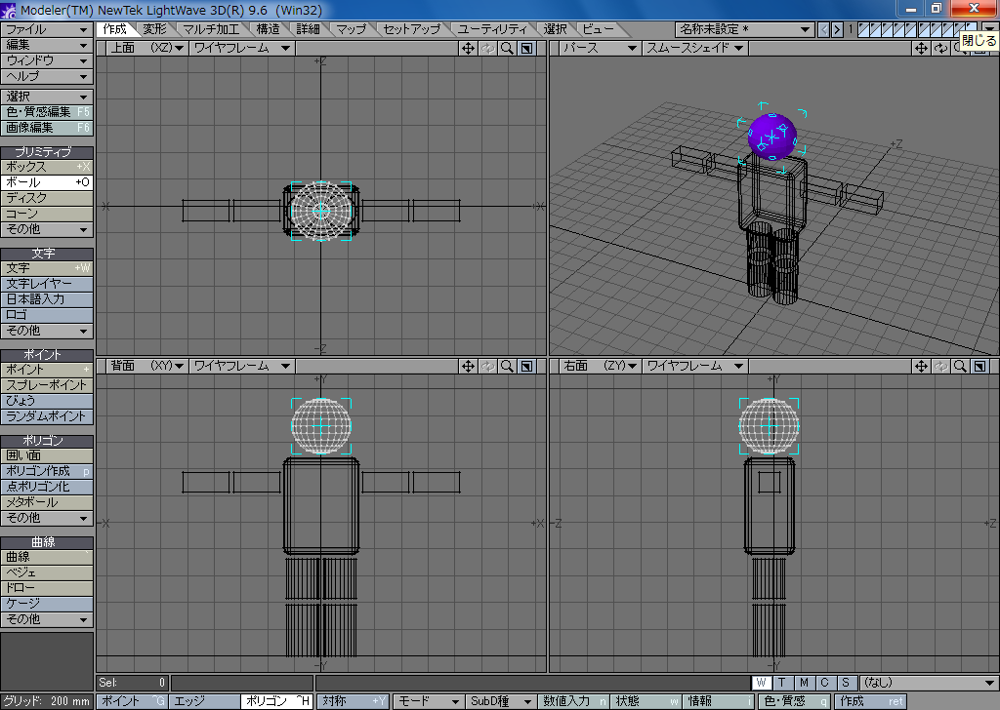 Modeler(TM) NewTek LightWave 3D(R) 9.6 (Win32)
ファイル 作成 変形 マルチ加工 構造 詳細 マップ セットアップ ユーティリティ 選択 ビュー 名称未設定 * < > 1
閉じる
編集 上面 (XZ) ワイヤフレーム パース スムースシェイド
ウィンドウ
ヘルプ
選択
色・質感編集 F5
画像編集 F6
プリミティブ
ボックス +X
ボール +O
ディスク
コーン
その他
文字
文字 +W
文字レイヤー
日本語入力
ロゴ
その他
ポイント
ポイント +
スプレーポイント
びょう
ランダムポイント
ポリゴン
囲い面
ポリゴン作成 p
点ポリゴン化
メタボール
その他
曲線
曲線
ベジェ
ドロー
ケージ
その他
+Z
-X
+X
-Z
+Z
背面 (XY) ワイヤフレーム 右面 (ZY) ワイヤフレーム
+Y
-X
+X
-Y
+Y
-Z
+Z
-Y
Sel: 0 W T M C S (なし)
グリッド: 200 mm ポイント ^G エッジ ポリゴン ^H 対称 +Y モード SubD種 数値入力 n 状態 w 情報 i 色・質感 q 作成 ret